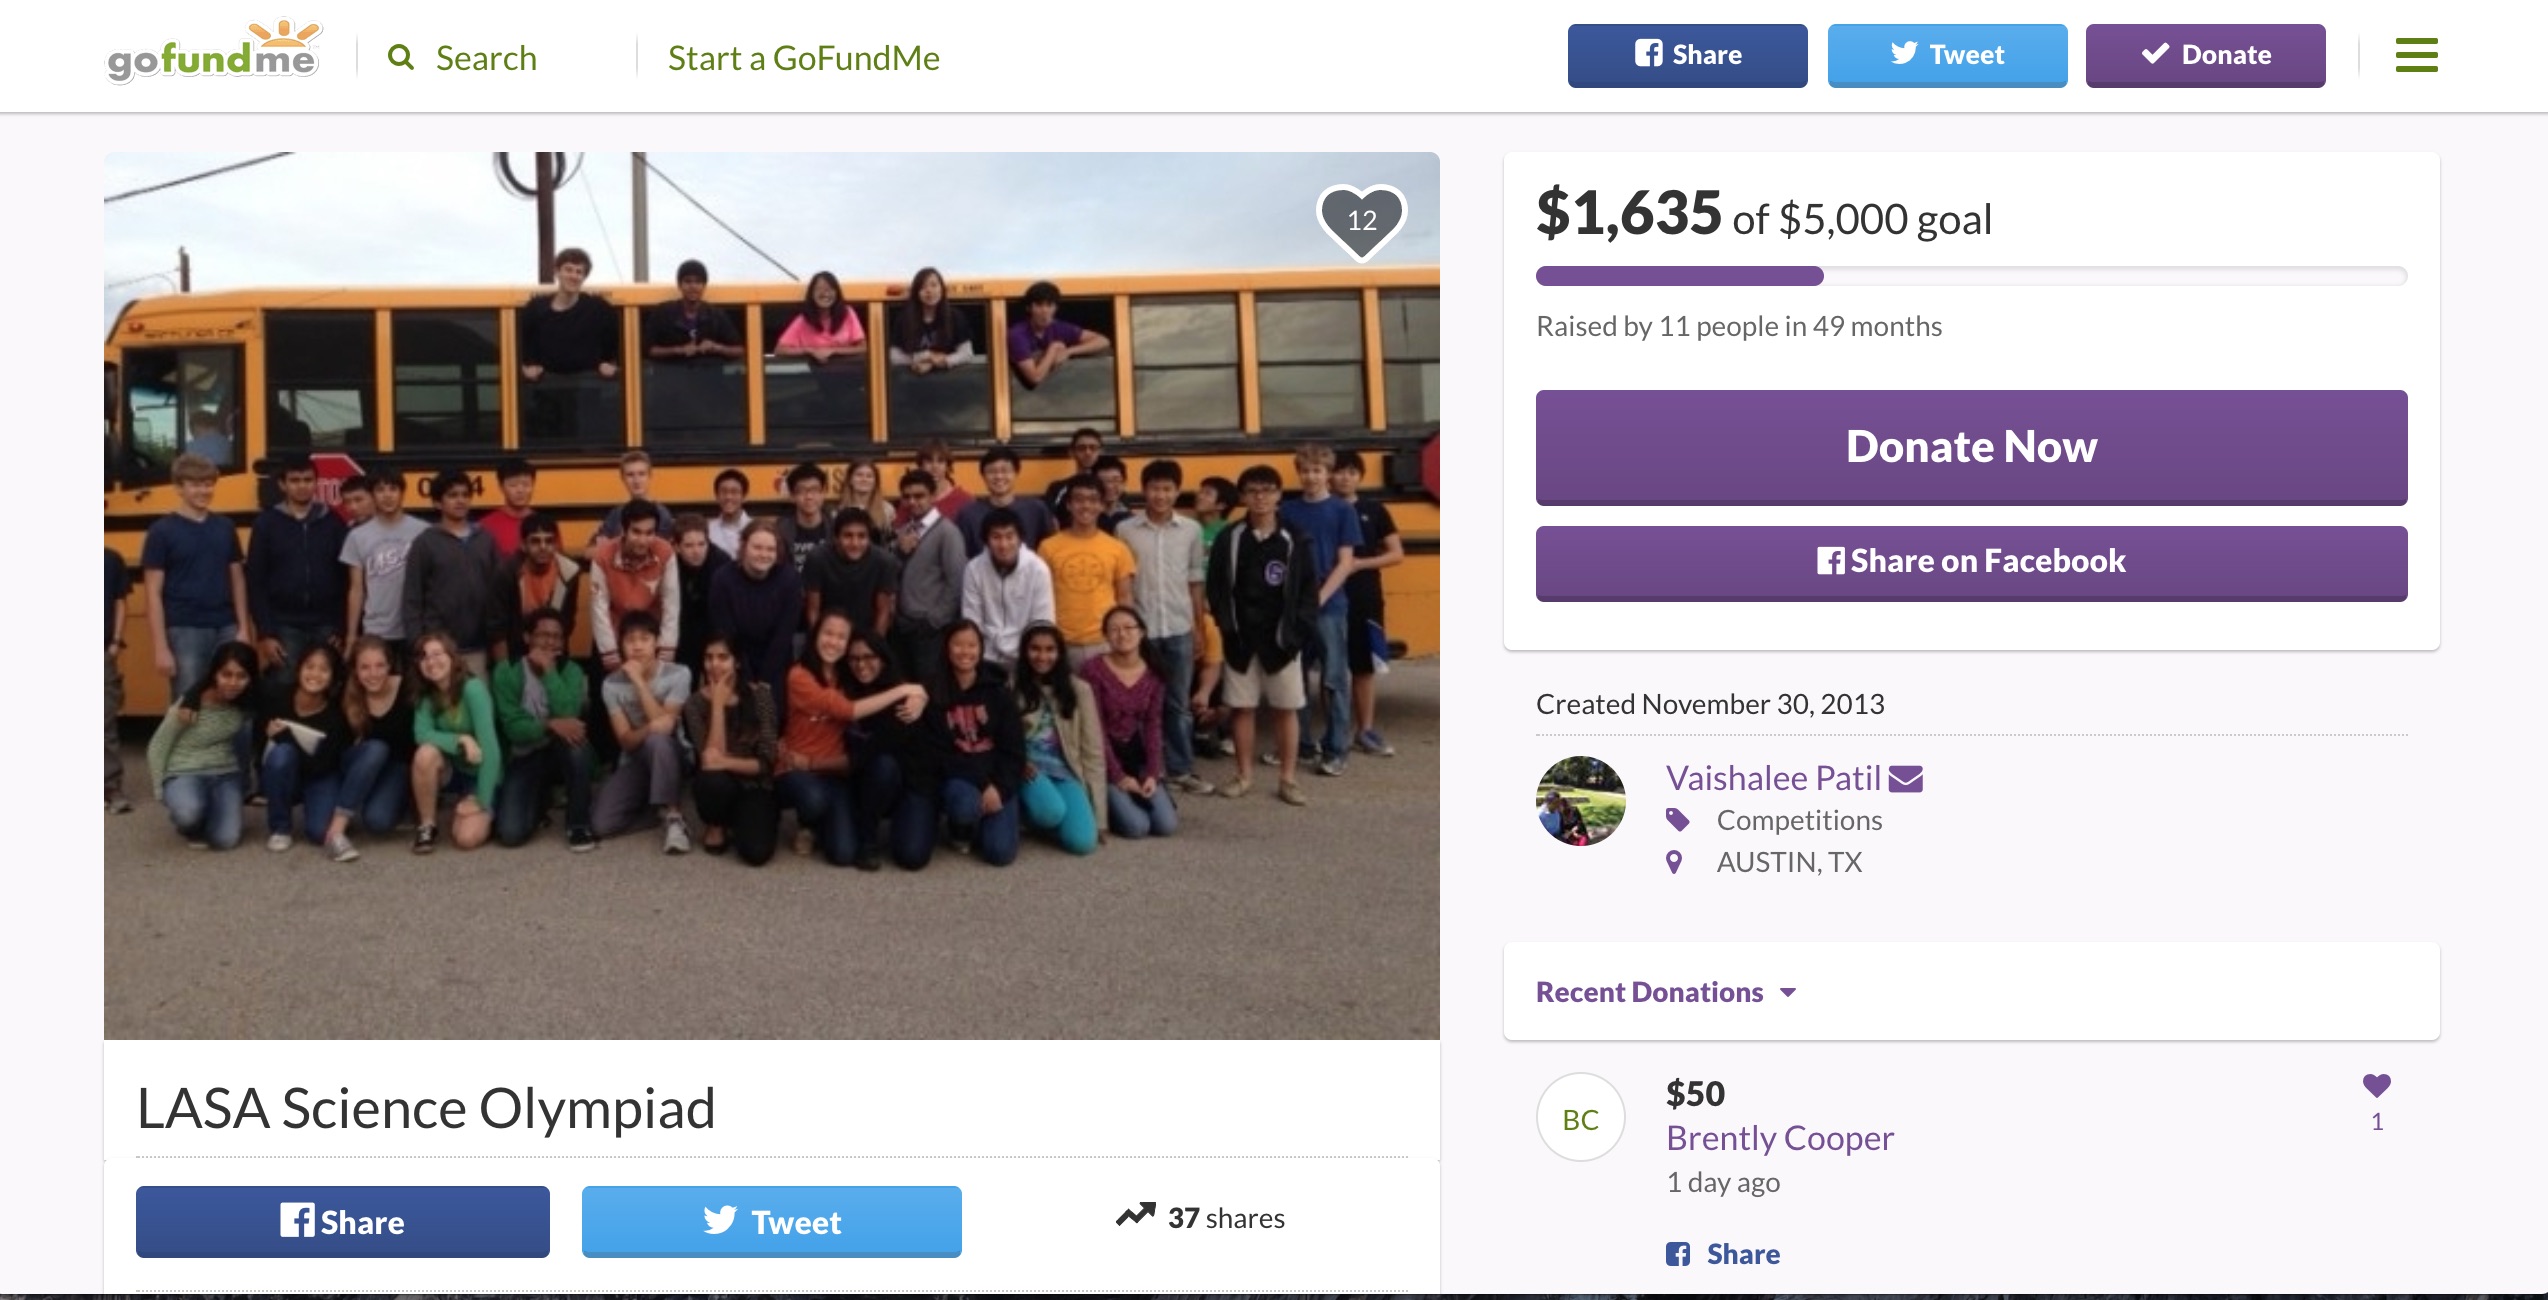 gofundme
Search
Start a GoFundMe
Share
Tweet
Donate
12
$1,635 of $5,000 goal
Raised by 11 people in 49 months
Donate Now
Share on Facebook
Created November 30, 2013
Vaishalee Patil
Competitions
AUSTIN, TX
Recent Donations
BC
$50
Brently Cooper
1 day ago
1
Share
LASA Science Olympiad
Share
Tweet
37 shares